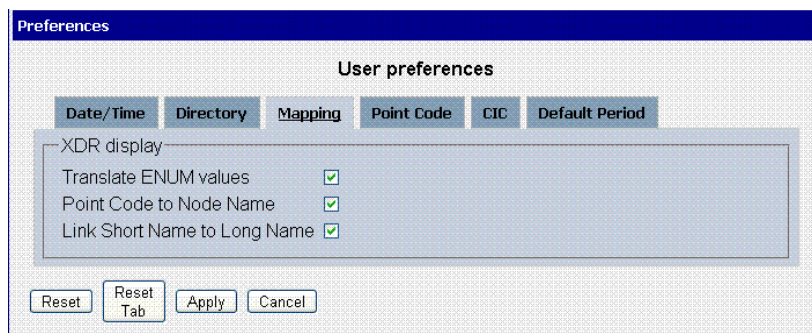 Preferences
User preferences
Date/Time Directory Mapping Point Code CIC Default Period
XDR display
Translate ENUM values
Point Code to Node Name
Link Short Name to Long Name
Reset Reset Tab Apply Cancel